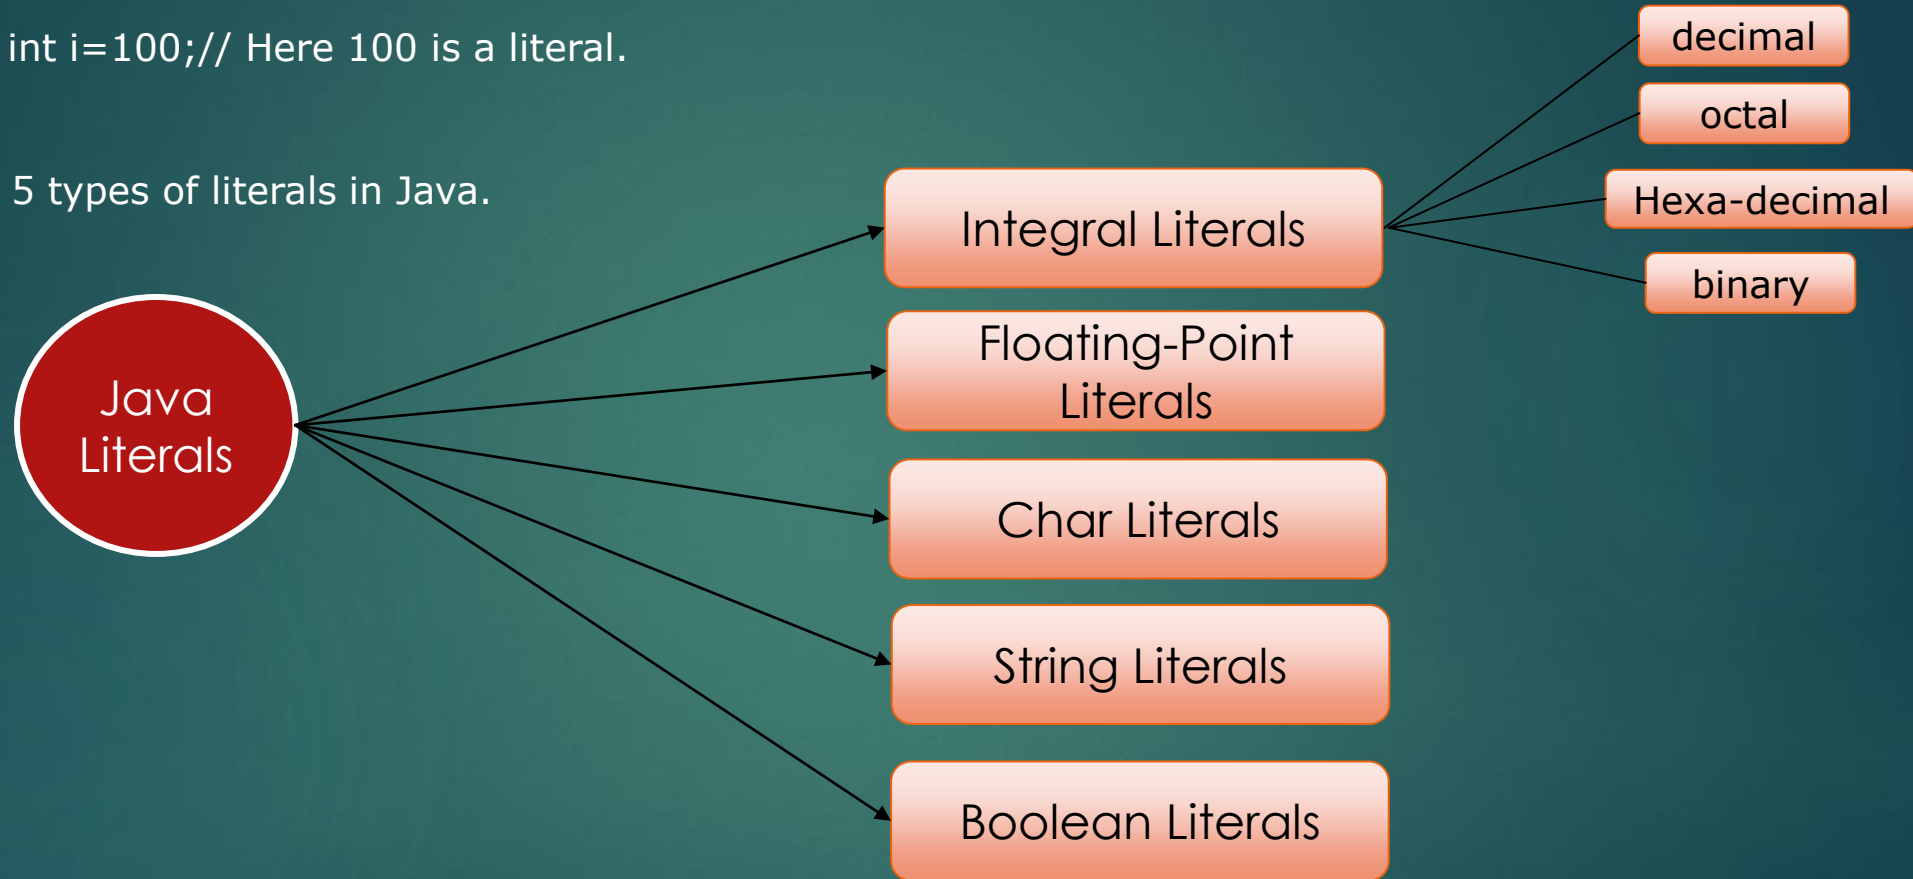 int i=100;// Here 100 is a literal.
5 types of literals in Java.
Java
Literals
Integral Literals
Floating-Point
Literals
Char Literals
String Literals
Boolean Literals
decimal
octal
Hexa-decimal
binary